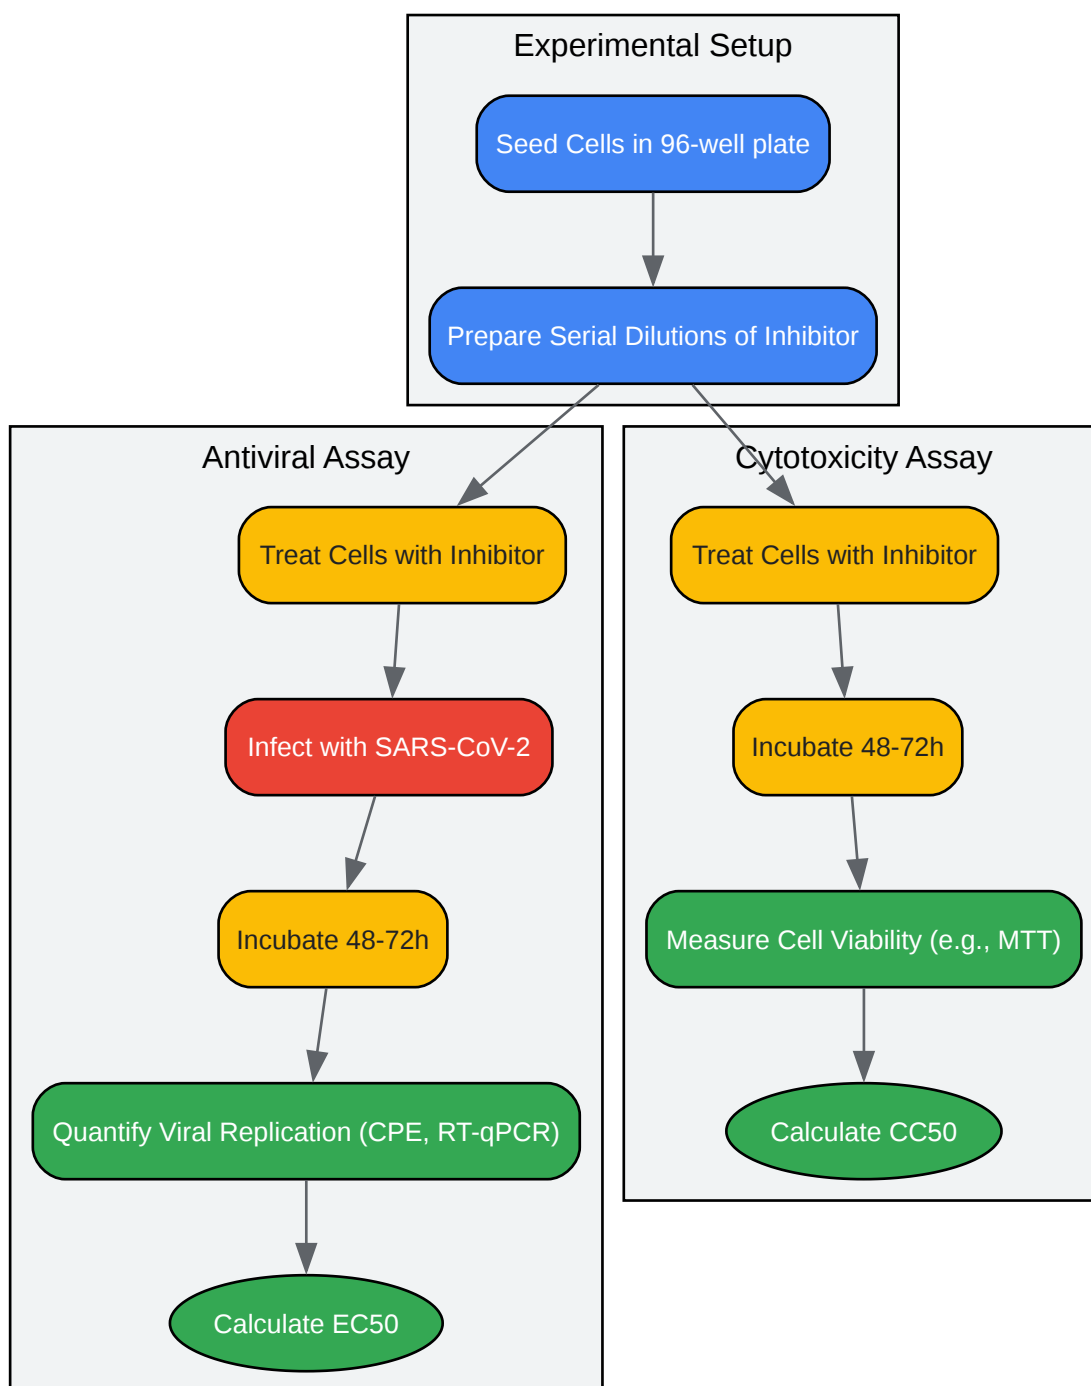 Experimental Setup
Seed Cells in 96-well plate
Prepare Serial Dilutions of Inhibitor
Antiviral Assay
Treat Cells with Inhibitor
Infect with SARS-CoV-2
Incubate 48-72h
Quantify Viral Replication (CPE, RT-qPCR)
Calculate EC50
Cytotoxicity Assay
Treat Cells with Inhibitor
Incubate 48-72h
Measure Cell Viability (e.g., MTT)
Calculate CC50